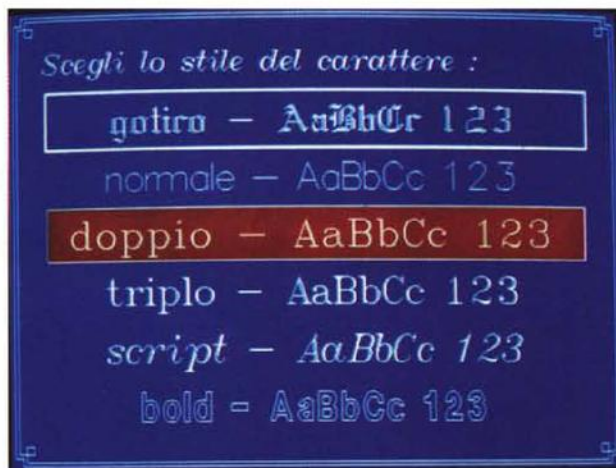 Scegli lo stile del carattere :
gotico — AaBbCc 123
normale — AaBbCc 123
doppio — AaBbCc 123
triplo — AaBbCc 123
script — AaBbCc 123
bold — AaBbCc 123